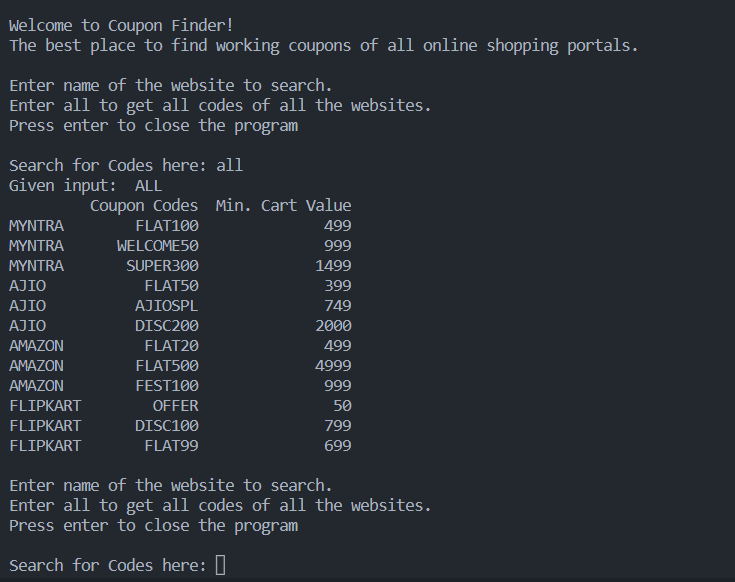 Welcome to Coupon Finder!
The best place to find working coupons of all online shopping portals.
Enter name of the website to search.
Enter all to get all codes of all the websites.
Press enter to close the program
Search for Codes here: all
Given input:  ALL
Coupon Codes  Min. Cart Value
MYNTRA FLAT100 499
MYNTRA WELCOME50 999
MYNTRA SUPER300 1499
AJIO FLAT50 399
AJIO AJIOSPL 749
AJIO DISC200 2000
AMAZON FLAT20 499
AMAZON FLAT500 4999
AMAZON FEST100 999
FLIPKART OFFER 50
FLIPKART DISC100 799
FLIPKART FLAT99 699
Enter name of the website to search.
Enter all to get all codes of all the websites.
Press enter to close the program
Search for Codes here: